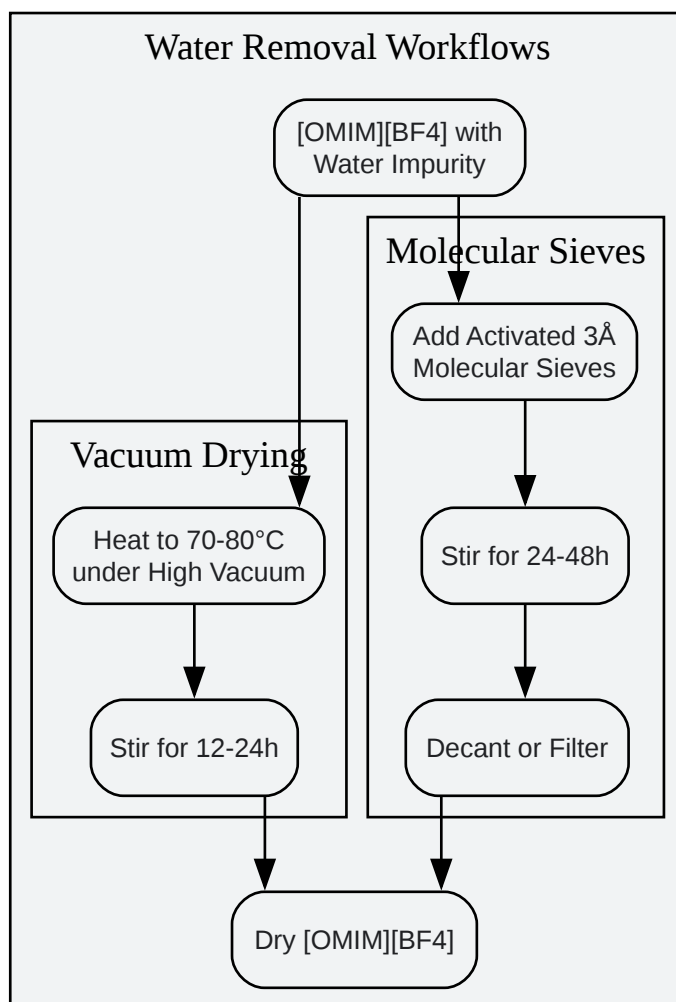 Water Removal Workflows
[OMIM][BF4] with
Water Impurity
Molecular Sieves
Add Activated 3Å
Molecular Sieves
Vacuum Drying
Heat to 70-80°C
under High Vacuum
Stir for 24-48h
Stir for 12-24h
Decant or Filter
Dry [OMIM][BF4]